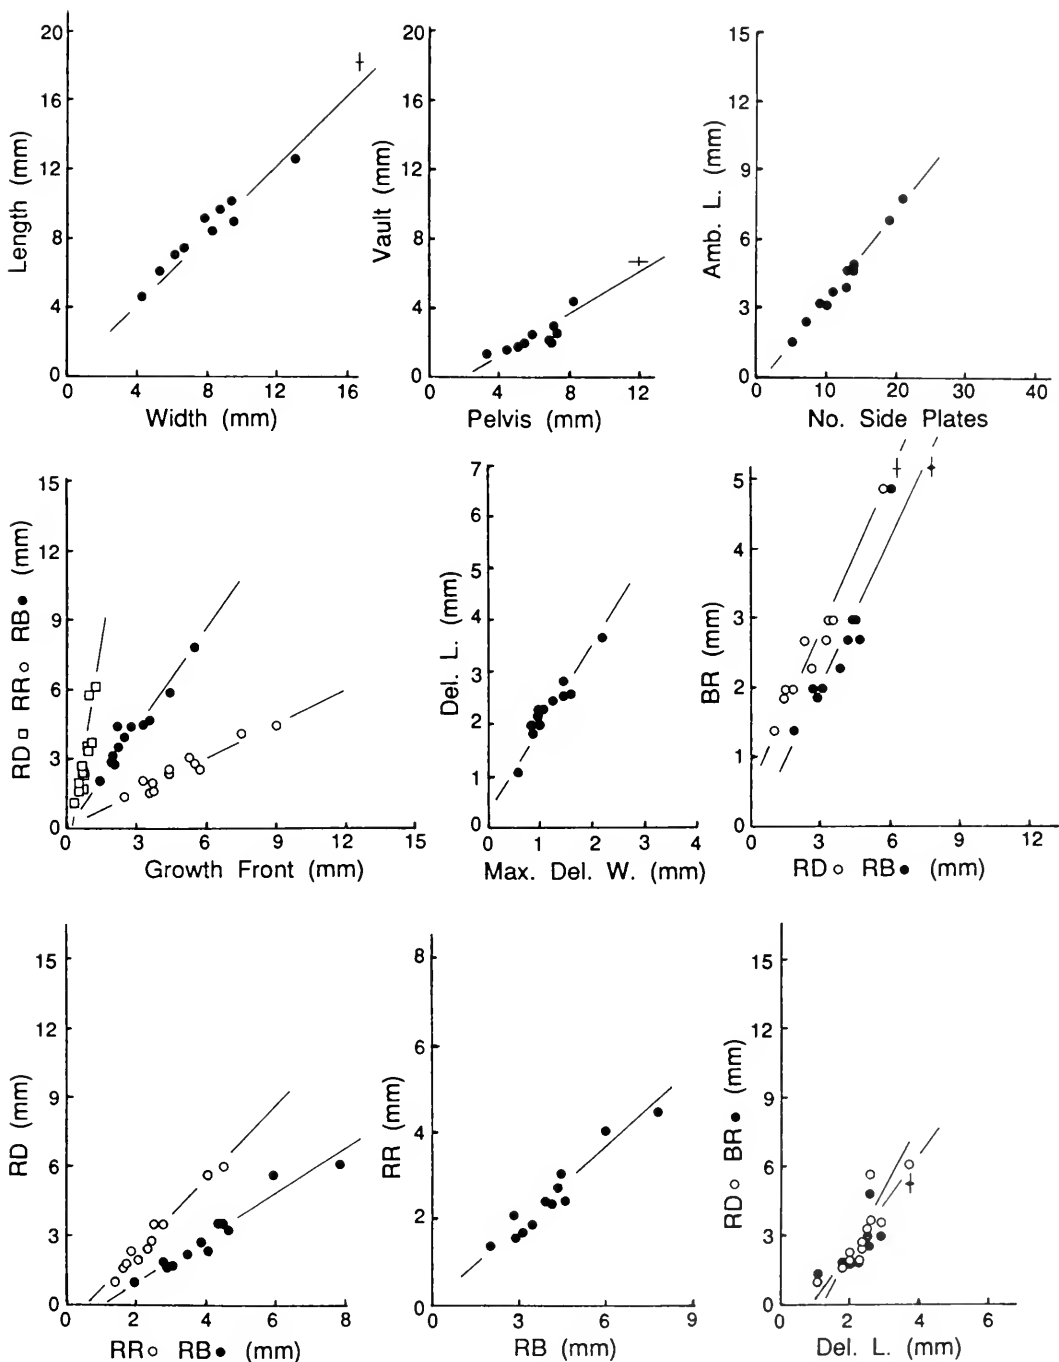 20
16
12
8
4
0
Length (mm)
0 4 8 12 16
Width (mm)
20
16
12
8
4
0
Vault (mm)
0 4 8 12
Pelvis (mm)
15
12
9
6
3
0
Amb. L. (mm)
0 10 20 30 40
No. Side Plates
15
12
9
6
3
0
RD □ RR ○ RB ● (mm)
0 3 6 9 12 15
Growth Front (mm)
7
6
5
4
3
2
1
0
Del. L. (mm)
0 1 2 3 4
Max. Del. W. (mm)
5
4
3
2
1
0
BR (mm)
0 3 6 9 12
RD ○ RB ● (mm)
15
12
9
6
3
0
RD (mm)
0 2 4 6 8
RR ○ RB ● (mm)
8
6
4
2
0
RR (mm)
0 3 6 9
RB (mm)
15
12
9
6
3
0
RD ○ BR ● (mm)
0 2 4 6
Del. L. (mm)